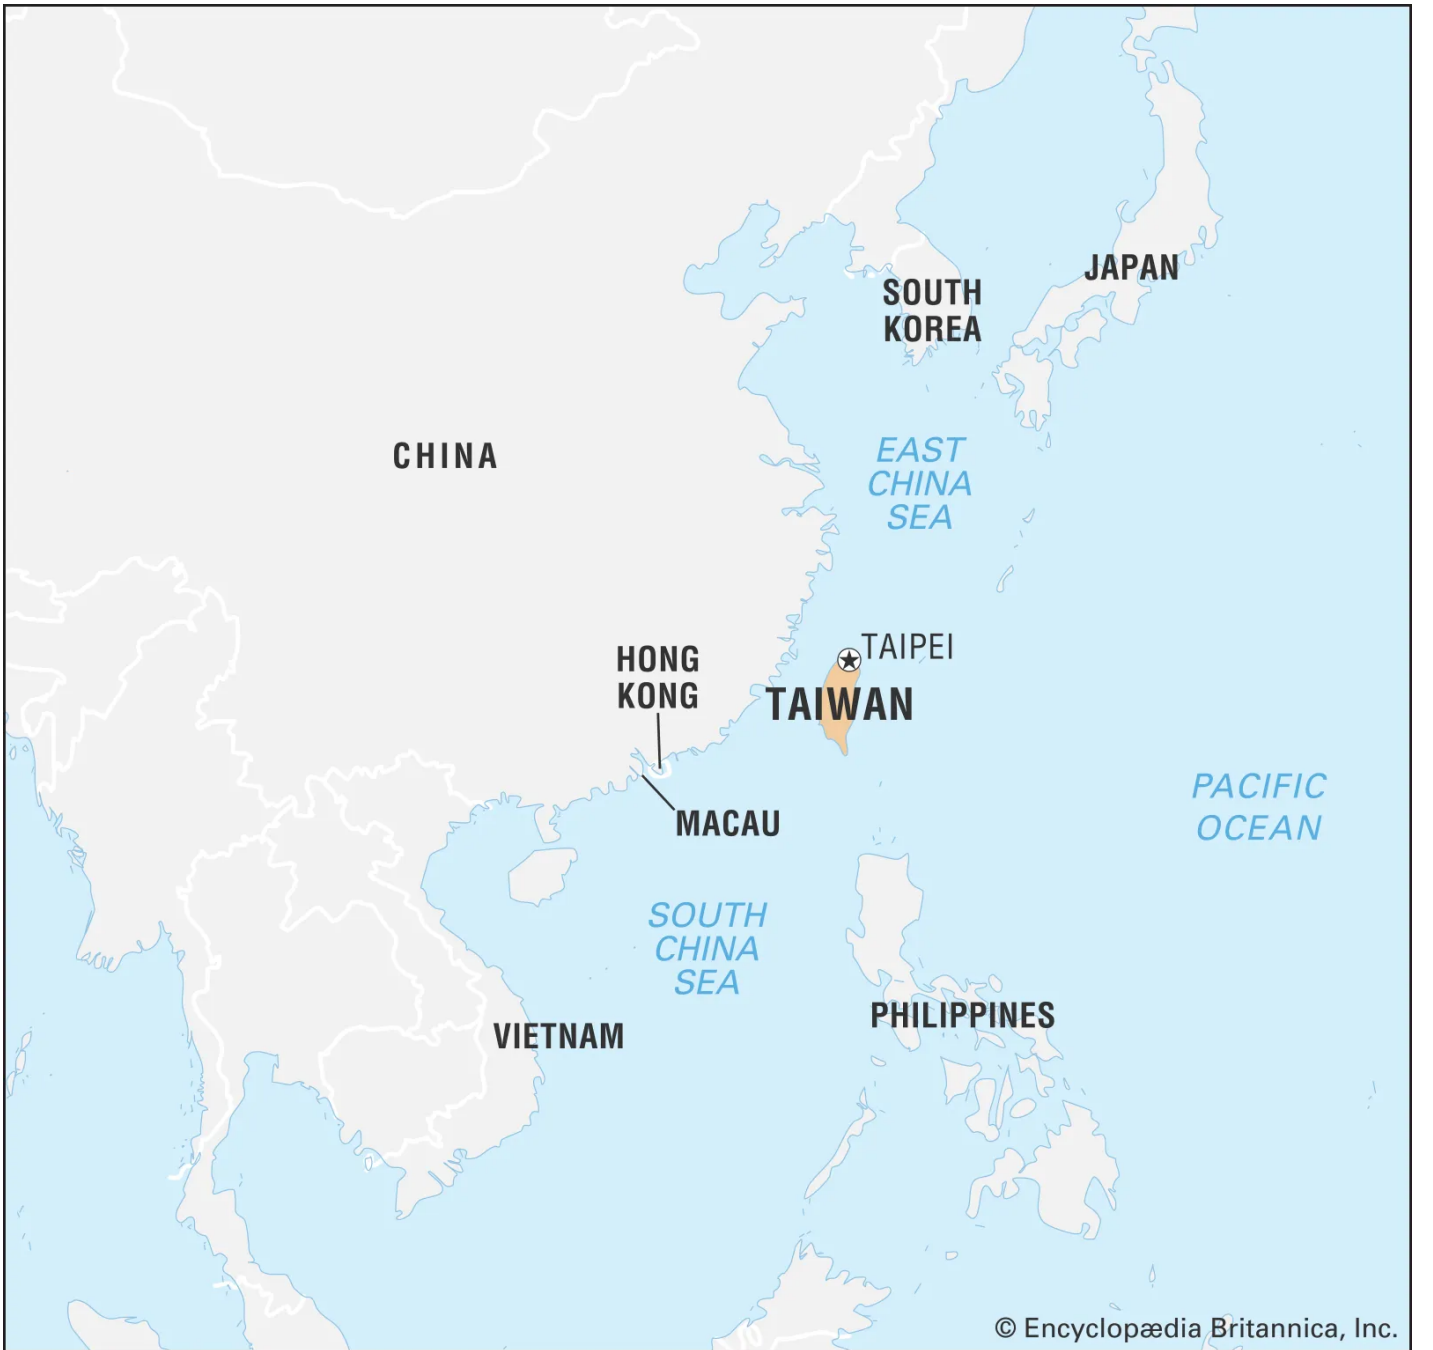 JAPAN
SOUTH
KOREA
CHINA
EAST
CHINA
SEA
TAIPEI
HONG
KONG
TAIWAN
PACIFIC
OCEAN
MACAU
SOUTH
CHINA
SEA
PHILIPPINES
VIETNAM
© Encyclopædia Britannica, Inc.